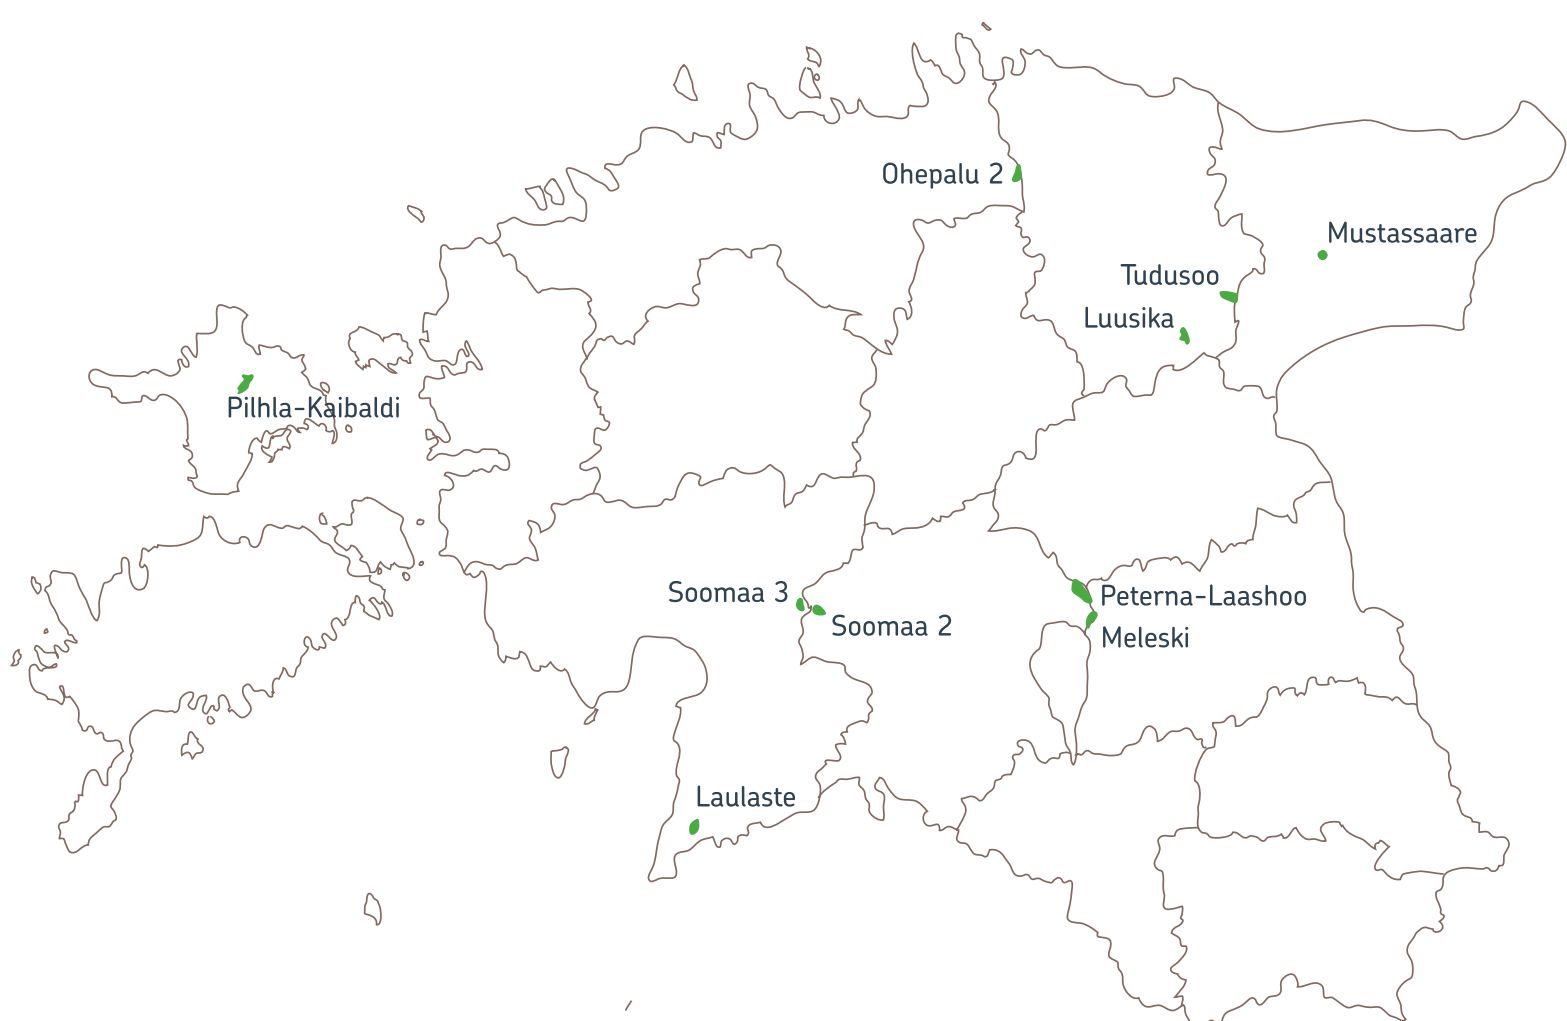 Ohepalu 2
Mustassaare
Tudusoo
Luusika
Pilhla-Kaibaldi
Soomaa 3
Peterna-Laashoo
Soomaa 2
Meleski
Laulaste